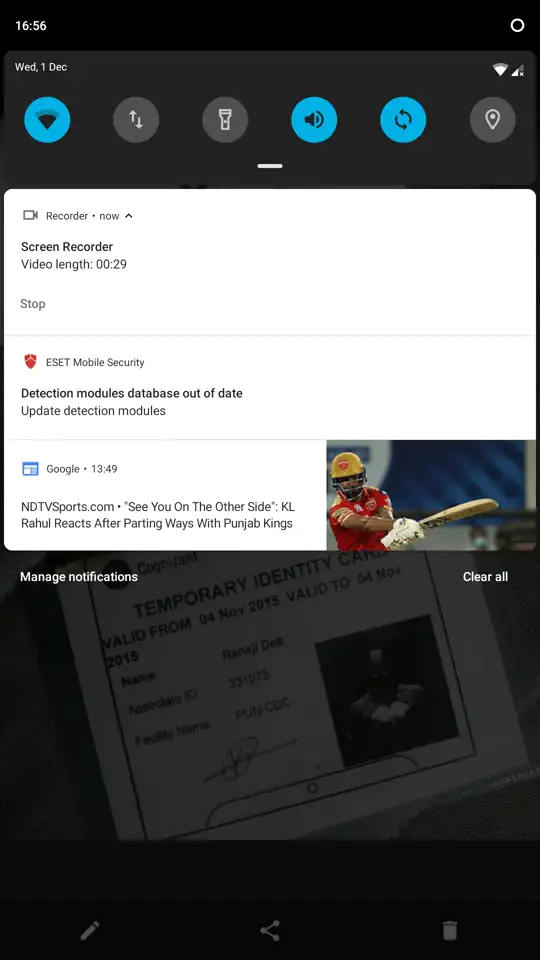 16:56
Wed, 1 Dec
Recorder • now
Screen Recorder
Video length: 00:29
Stop
ESET Mobile Security
Detection modules database out of date
Update detection modules
Google • 13:49
NDTVSports.com • "See You On The Other Side": KL
Rahul Reacts After Parting Ways With Punjab Kings
Manage notifications
Clear all
Cognizant
TEMPORARY IDENTITY CARD
VALID FROM 04 Nov 2015 VALID TO 04 Nov
2015
Name Ranaji Deb
Associate ID 331973
Facility Name PUN-CDC